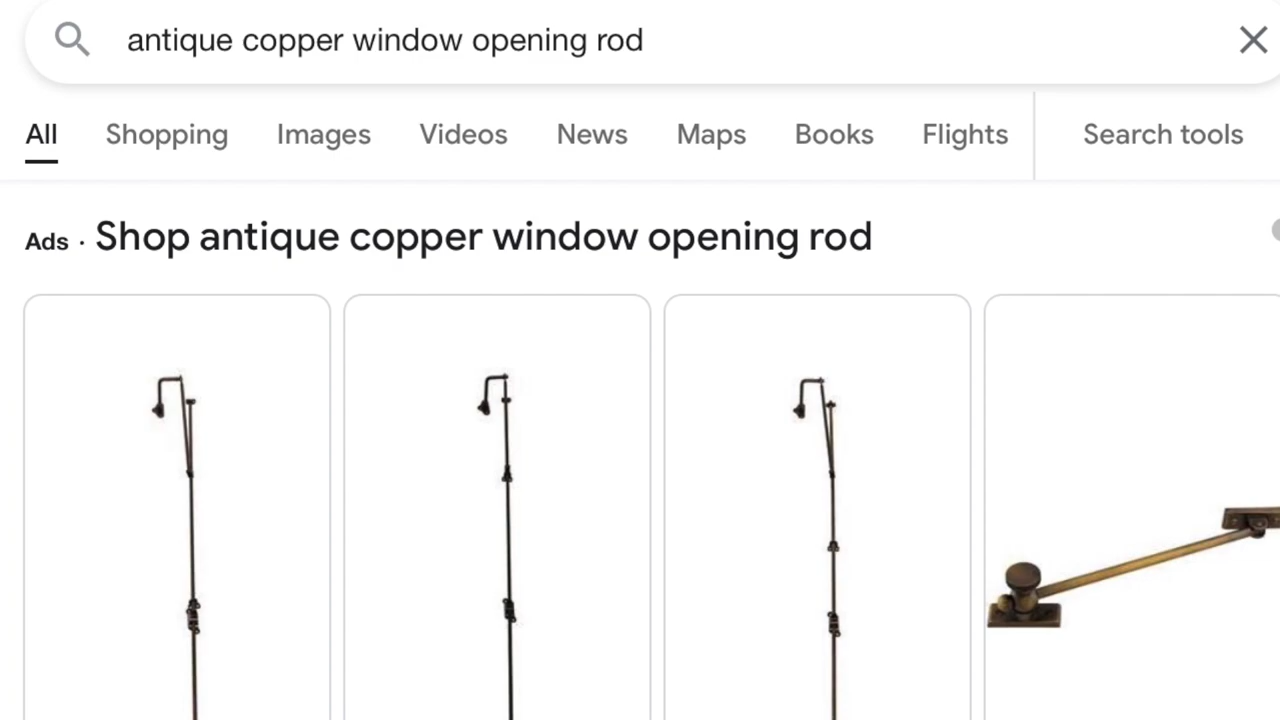 antique copper window opening rod
All Shopping Images Videos News Maps Books Flights Search tools
Ads · Shop antique copper window opening rod